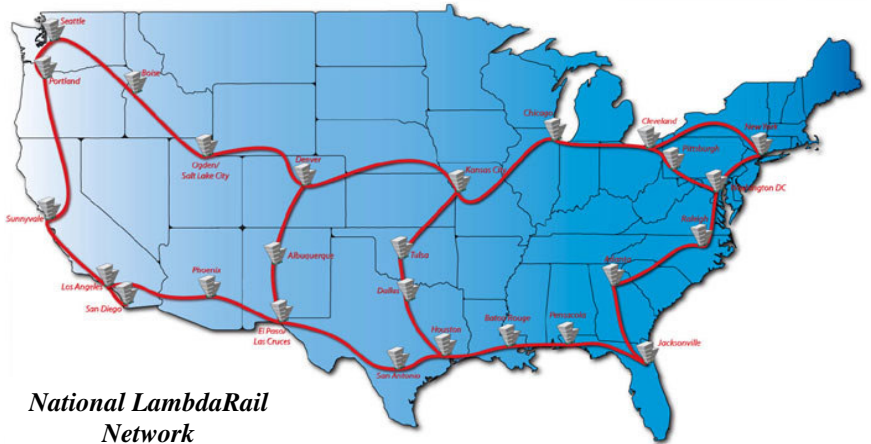 Seattle
Portland
Boise
Ogden/
Salt Lake City
Denver
Kansas City
Chicago
Cleveland
Pittsburgh
New York
Washington DC
Raleigh
Atlanta
Jacksonville
Pensacola
Baton Rouge
Houston
San Antonio
Dallas
Tulsa
Albuquerque
El Paso/
Las Cruces
Phoenix
San Diego
Los Angeles
Sunnyvale
National LambdaRail
Network